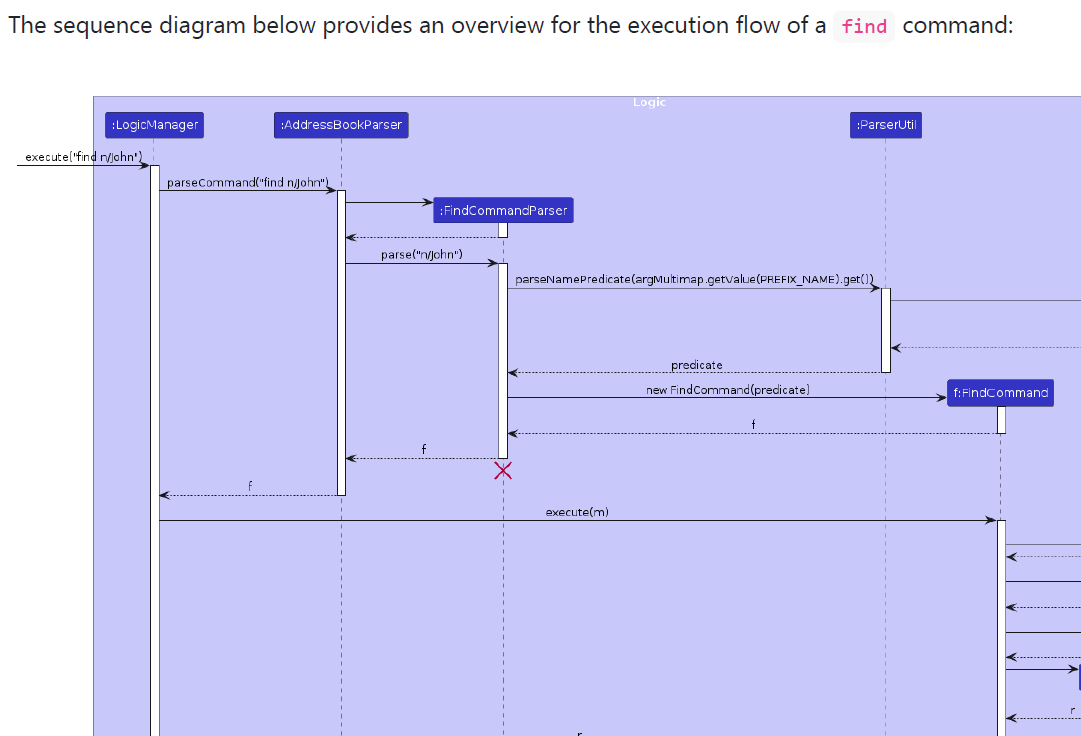 The sequence diagram below provides an overview for the execution flow of a find command:
Logic
:LogicManager
:AddressBookParser
:ParserUtil
execute("find n/John")
parseCommand("find n/John")
:FindCommandParser
parse("n/John")
parseNamePredicate(argMultimap.getValue(PREFIX_NAME).get())
predicate
new FindCommand(predicate)
f:FindCommand
f
f
f
execute(m)
r
r